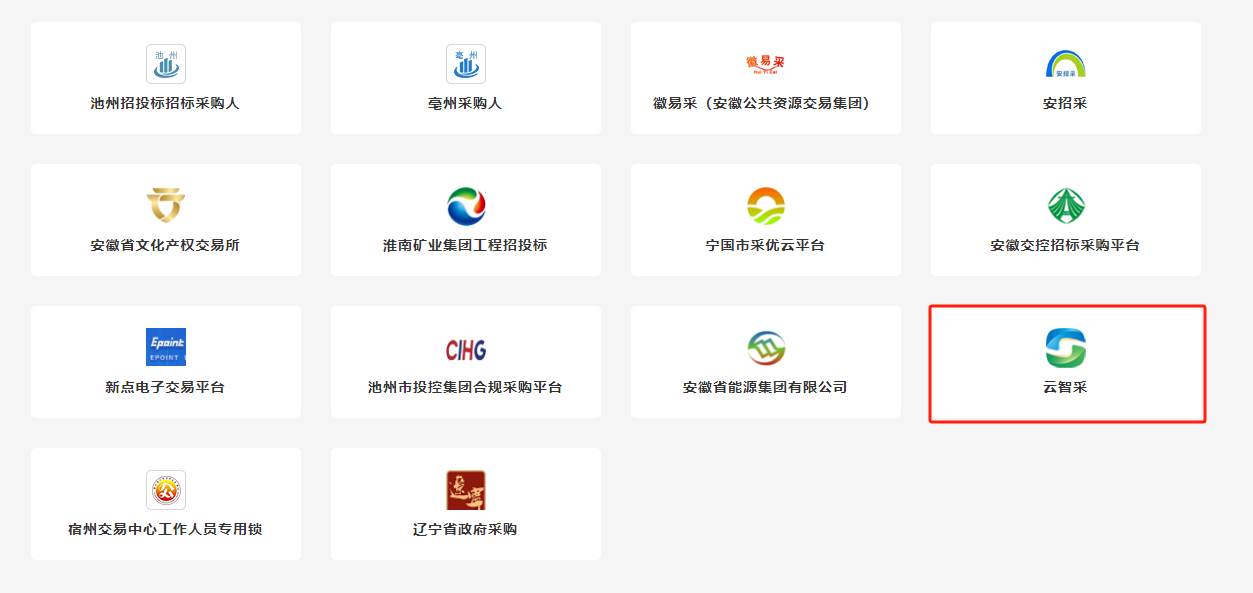 池州
池州招投标招标采购人
亳州
亳州采购人
徽易采
Hui Yi Cai
徽易采（安徽公共资源交易集团）
安招采
安招采
安徽省文化产权交易所
淮南矿业集团工程招投标
宁国市采优云平台
安徽交控招标采购平台
Epoint
EPOINT
新点电子交易平台
CIHG
池州市投控集团合规采购平台
安徽省能源集团有限公司
云智采
宿州交易中心工作人员专用锁
遼寧
辽宁省政府采购